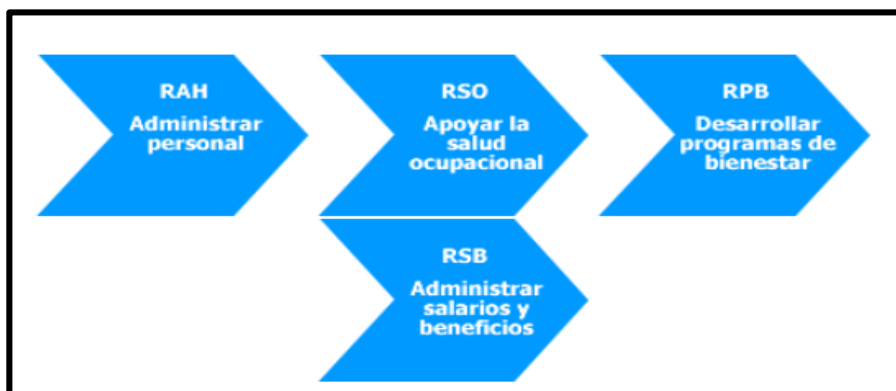 RAH
Administrar
personal
RSO
Apoyar la
salud
ocupacional
RPB
Desarrollar
programas de
bienestar
RSB
Administrar
salarios y
beneficios